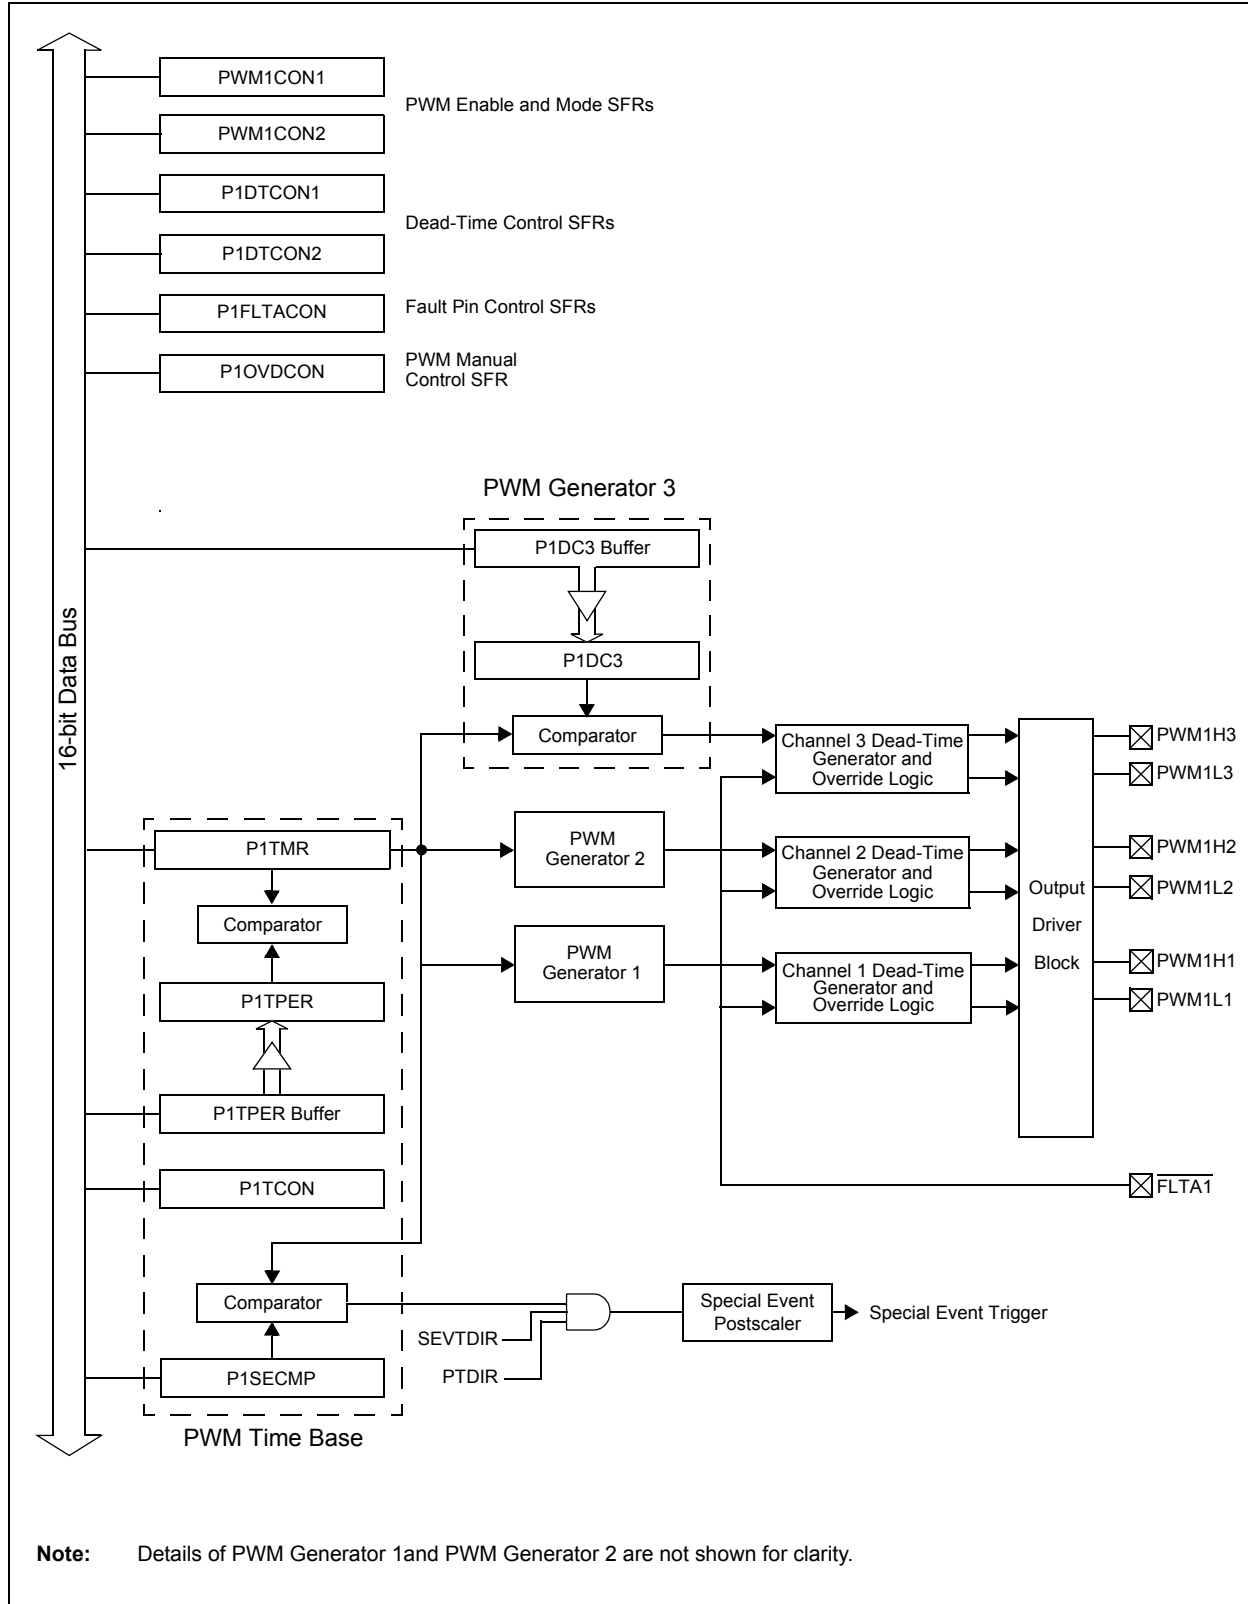 PWM1CON1
PWM Enable and Mode SFRs
PWM1CON2
P1DTCON1
Dead-Time Control SFRs
P1DTCON2
P1FLTACON
Fault Pin Control SFRs
P1OVDCON
PWM Manual
Control SFR
16-bit Data Bus
PWM Generator 3
P1DC3 Buffer
P1DC3
Comparator
Channel 3 Dead-Time
Generator and
Override Logic
PWM1H3
PWM1L3
P1TMR
PWM
Generator 2
Channel 2 Dead-Time
Generator and
Override Logic
PWM1H2
PWM1L2
Output
Driver
Block
Comparator
PWM
Generator 1
Channel 1 Dead-Time
Generator and
Override Logic
PWM1H1
PWM1L1
P1TPER
P1TPER Buffer
P1TCON
FLTA1
Comparator
SEVTDIR
PTDIR
Special Event
Postscaler
Special Event Trigger
P1SECMP
PWM Time Base
Note: Details of PWM Generator 1and PWM Generator 2 are not shown for clarity.